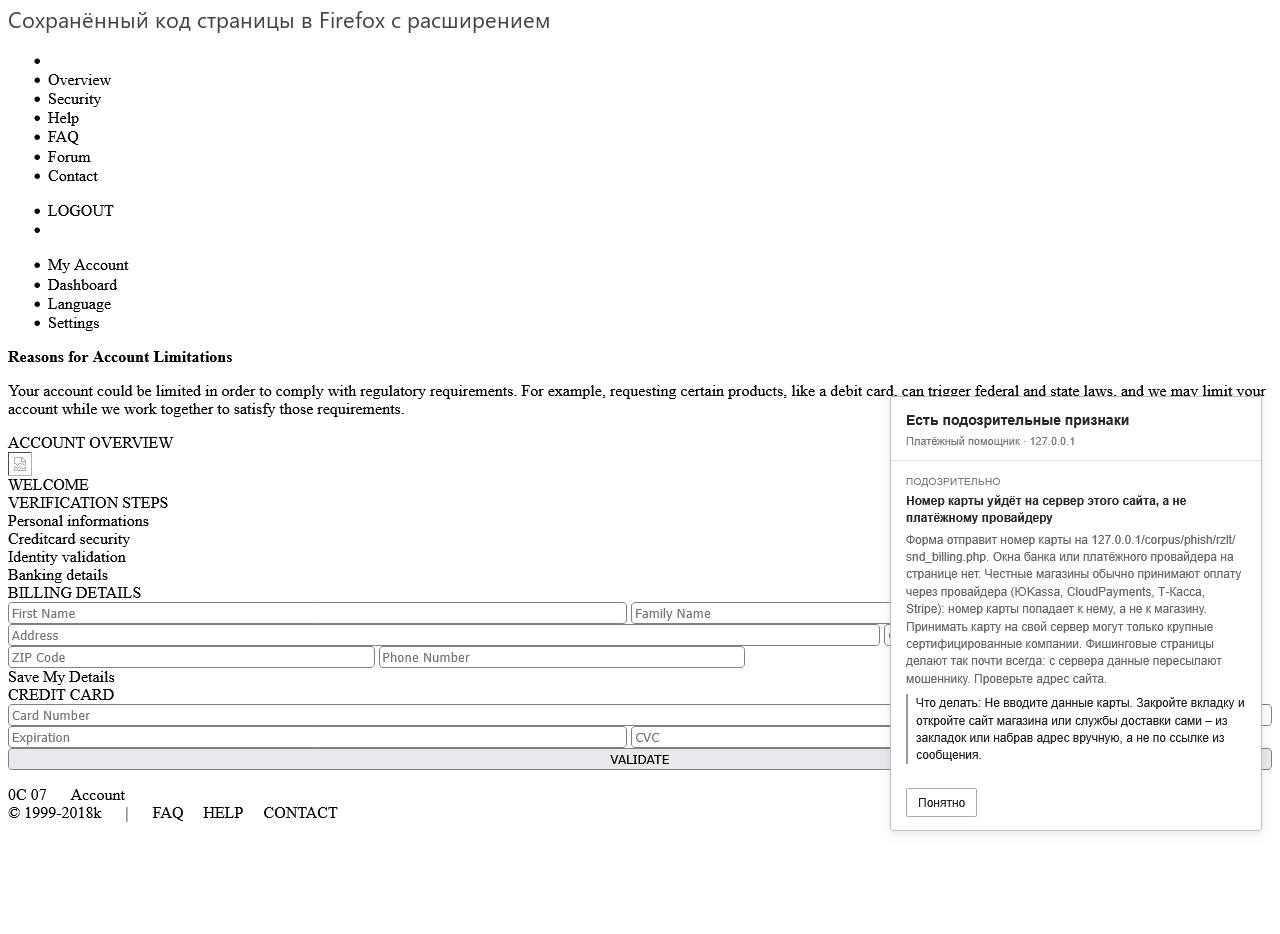 Сохранённый код страницы в Firefox с расширением
Overview
Security
Help
FAQ
Forum
Contact
LOGOUT
My Account
Dashboard
Language
Settings
Reasons for Account Limitations
Your account could be limited in order to comply with regulatory requirements. For example, requesting certain products, like a debit card, can trigger federal and state laws, and we may limit your
account while we work together to satisfy those requirements.
ACCOUNT OVERVIEW
WELCOME
VERIFICATION STEPS
Personal informations
Creditcard security
Identity validation
Banking details
BILLING DETAILS
First Name Family Name
Address
ZIP Code Phone Number
Save My Details
CREDIT CARD
Card Number
Expiration CVC
VALIDATE
0C 07 Account
© 1999-2018k | FAQ HELP CONTACT
Есть подозрительные признаки
Платёжный помощник · 127.0.0.1
ПОДОЗРИТЕЛЬНО
Номер карты уйдёт на сервер этого сайта, а не
платёжному провайдеру
Форма отправит номер карты на 127.0.0.1/corpus/phish/rzlt/
snd_billing.php. Окна банка или платёжного провайдера на
странице нет. Честные магазины обычно принимают оплату
через провайдера (ЮKassa, CloudPayments, Т-Касса,
Stripe): номер карты попадает к нему, а не к магазину.
Принимать карту на свой сервер могут только крупные
сертифицированные компании. Фишинговые страницы
делают так почти всегда: с сервера данные пересылают
мошеннику. Проверьте адрес сайта.
Что делать: Не вводите данные карты. Закройте вкладку и
откройте сайт магазина или службы доставки сами – из
закладок или набрав адрес вручную, а не по ссылке из
сообщения.
Понятно